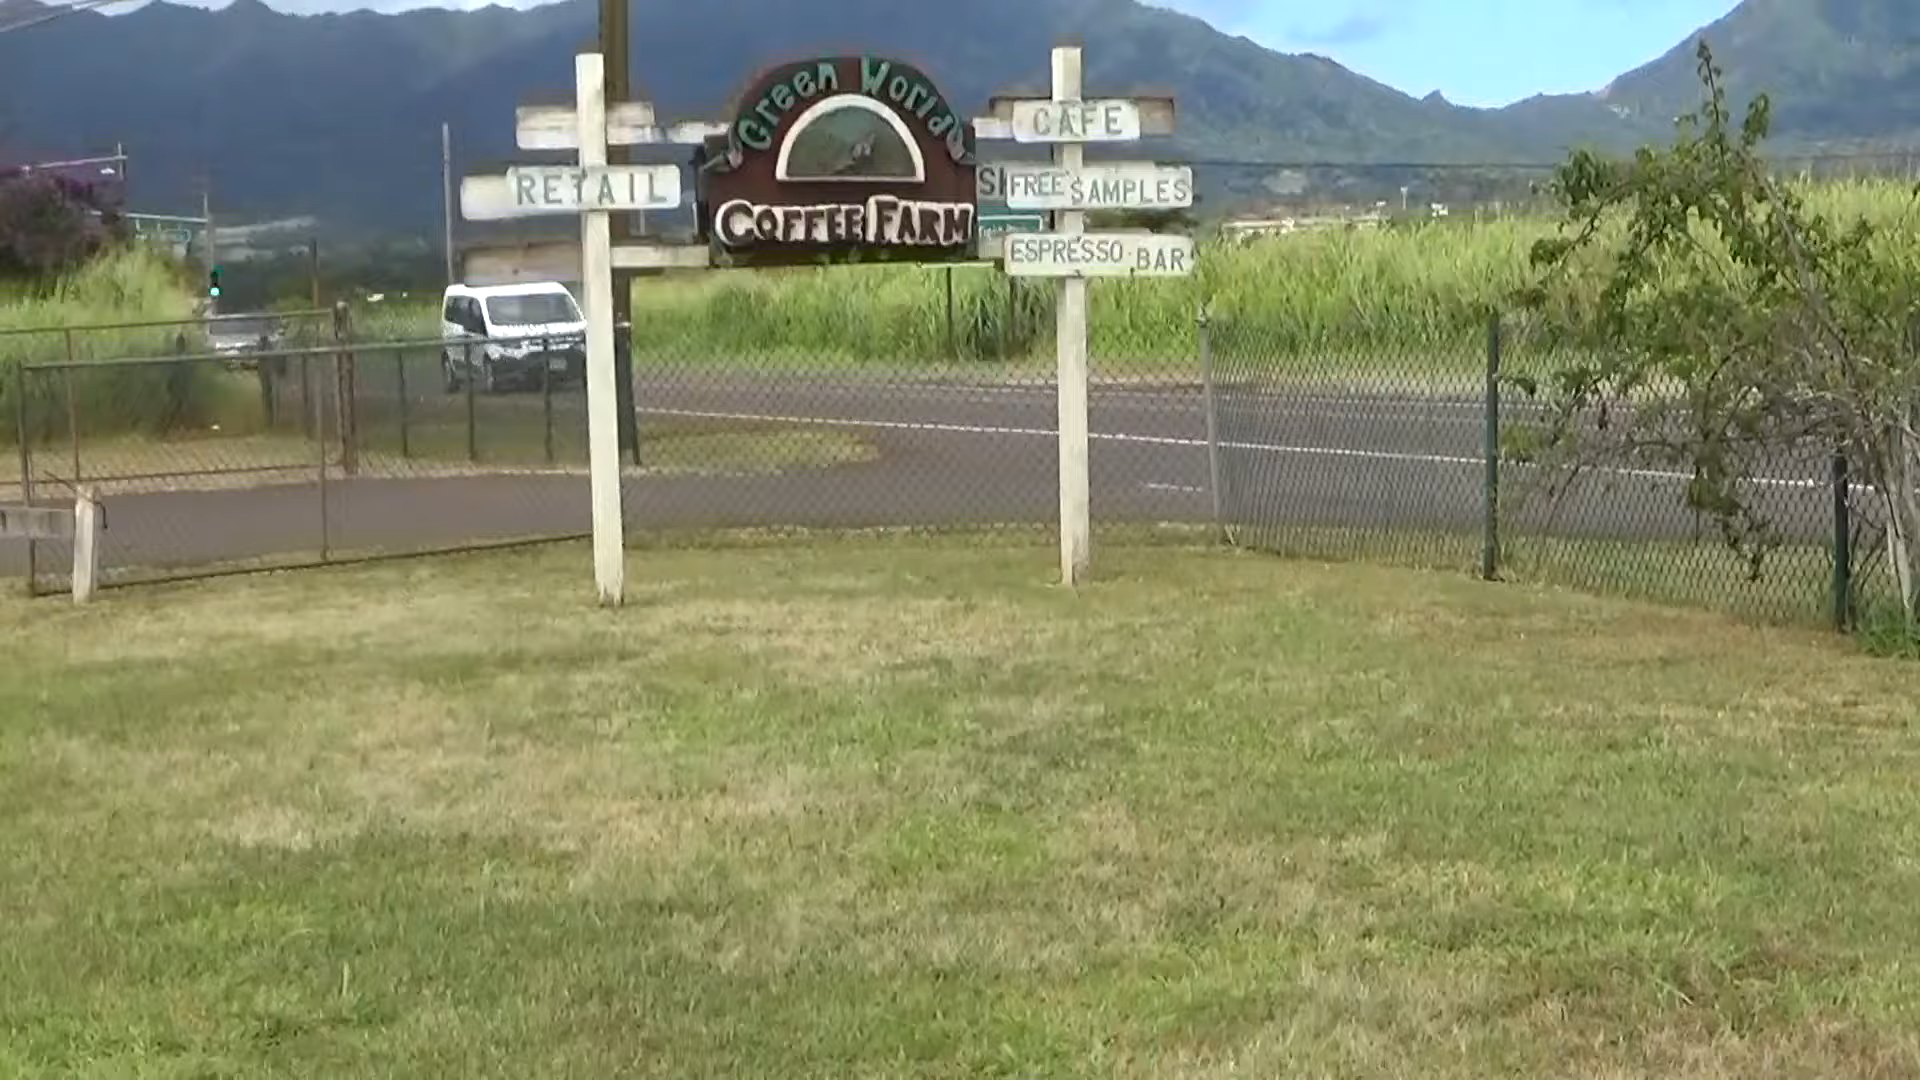 Green World
COFFEE FARM
RETAIL
CAFE
FREE SAMPLES
ESPRESSO BAR